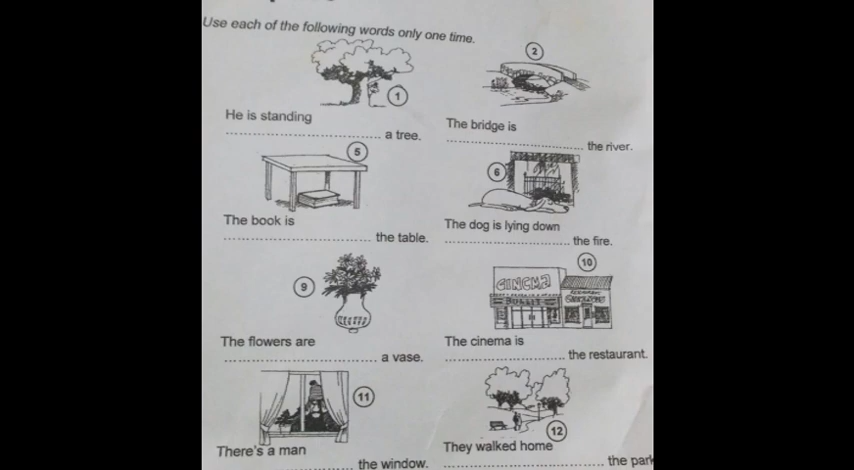 Use each of the following words only one time.
1
2
He is standing
a tree.
The bridge is
the river.
5
6
The book is
the table.
The dog is lying down
the fire.
9
10
CINEMA
BULLIT
RESTAURANT
The flowers are
a vase.
The cinema is
the restaurant.
11
12
There's a man
the window.
They walked home
the park